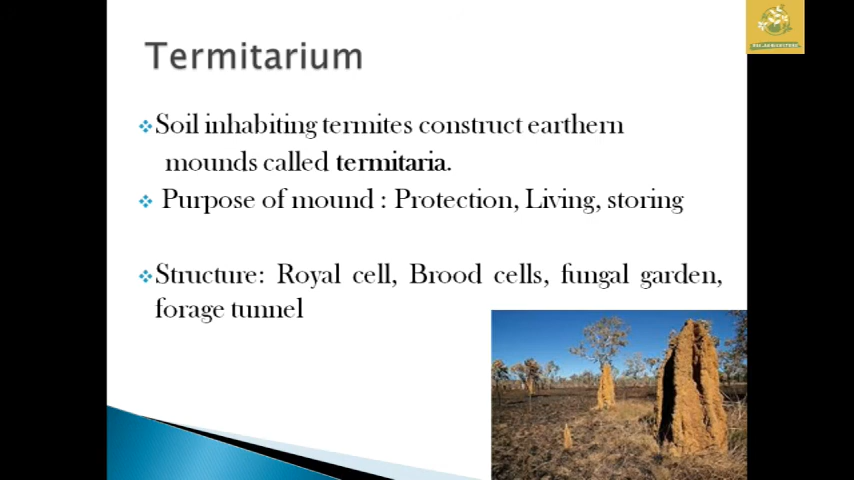 Termitarium
Soil inhabiting termites construct earthern
mounds called termitaria.
Purpose of mound : Protection, Living, storing
Structure: Royal cell, Brood cells, fungal garden,
forage tunnel